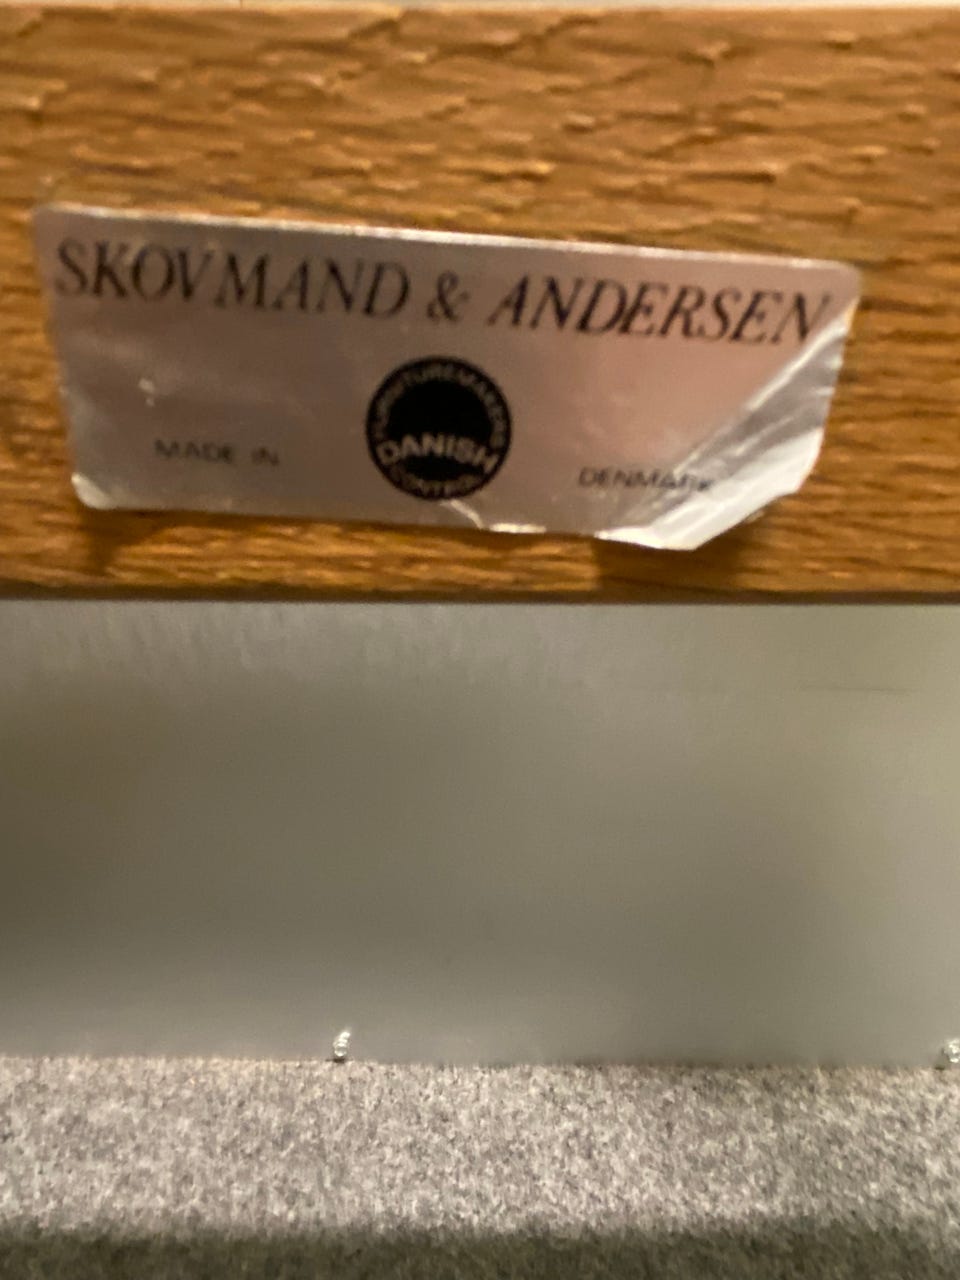 SKOVMAND & ANDERSEN
FURNITUREMAKERS
DANISH
CONTROL
MADE IN
DENMARK